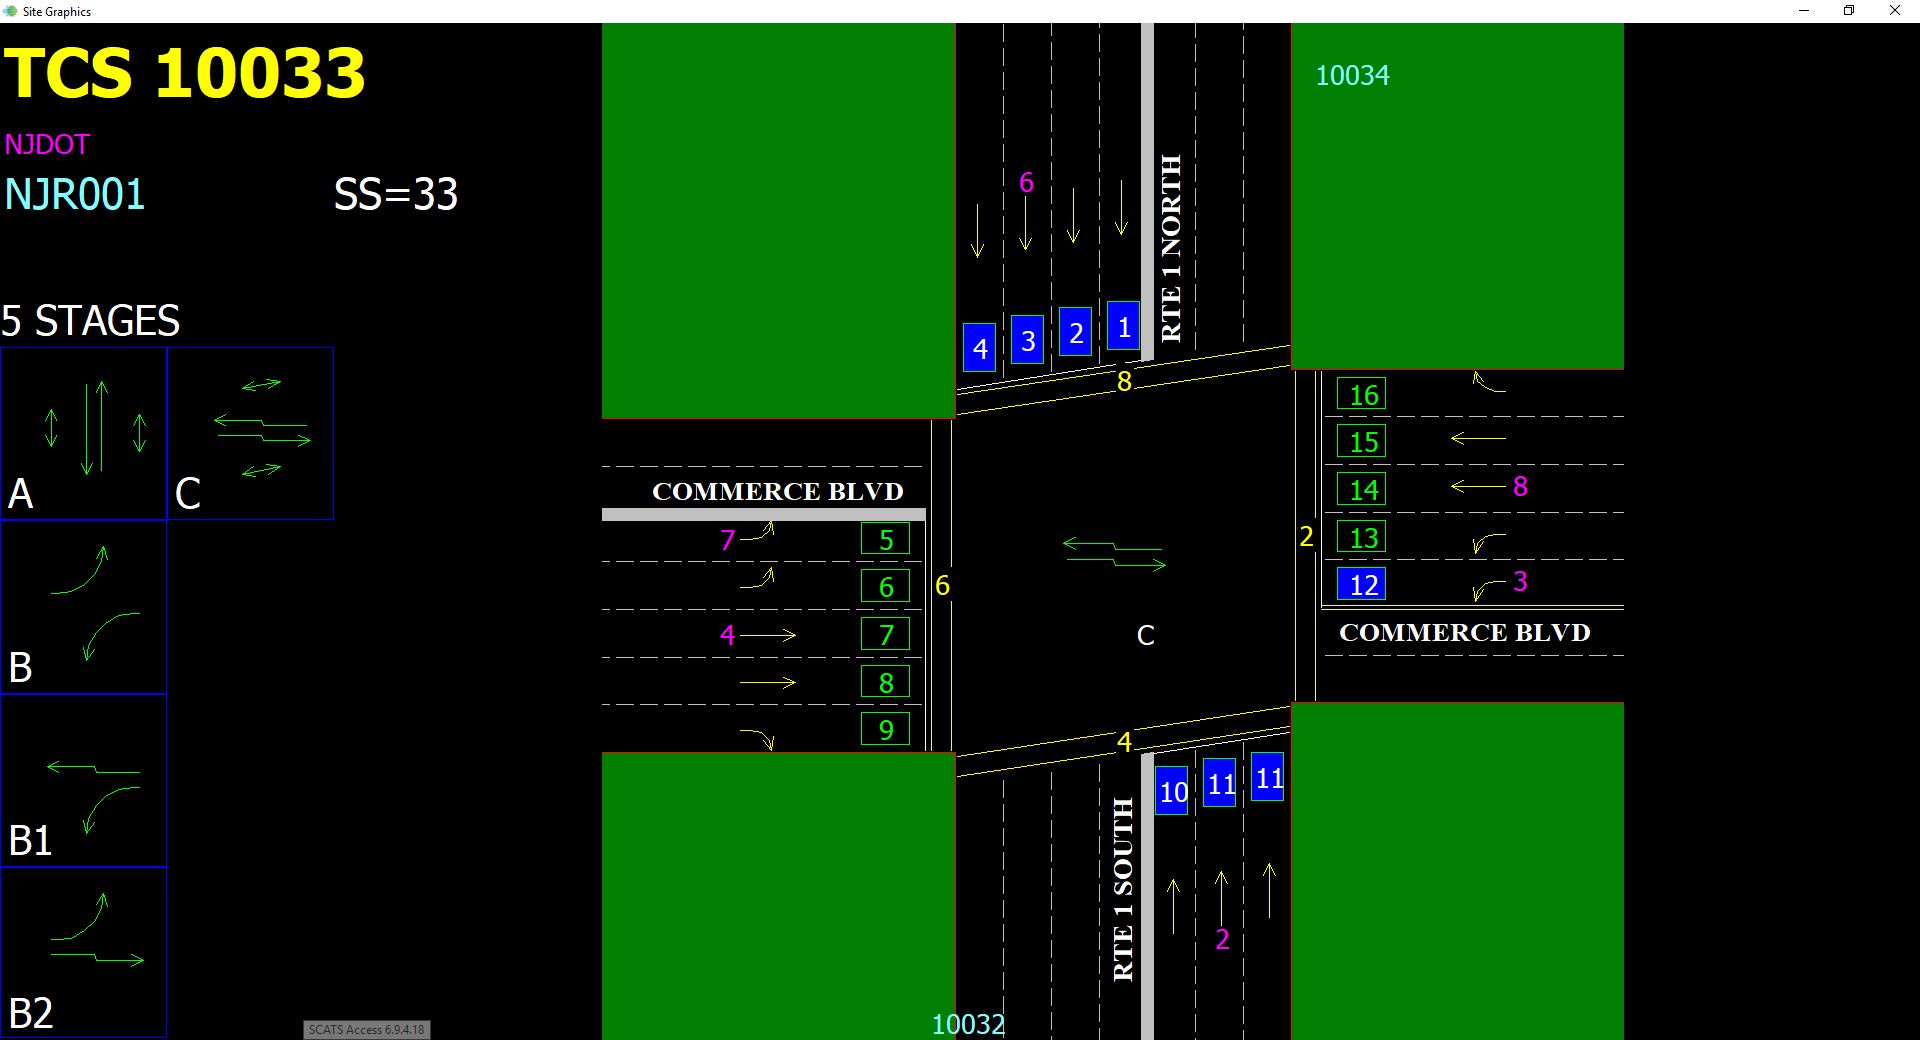 Site Graphics
TCS 10033
NJDOT
NJR001 SS=33
5 STAGES
A
C
B
B1
B2
SCATS Access 6.9.4.18
10034
6
RTE 1 NORTH
4
3
2
1
8
COMMERCE BLVD
7
5
6
4
7
8
9
6
C
2
16
15
14
8
13
12
3
COMMERCE BLVD
4
10
11
11
RTE 1 SOUTH
2
10032